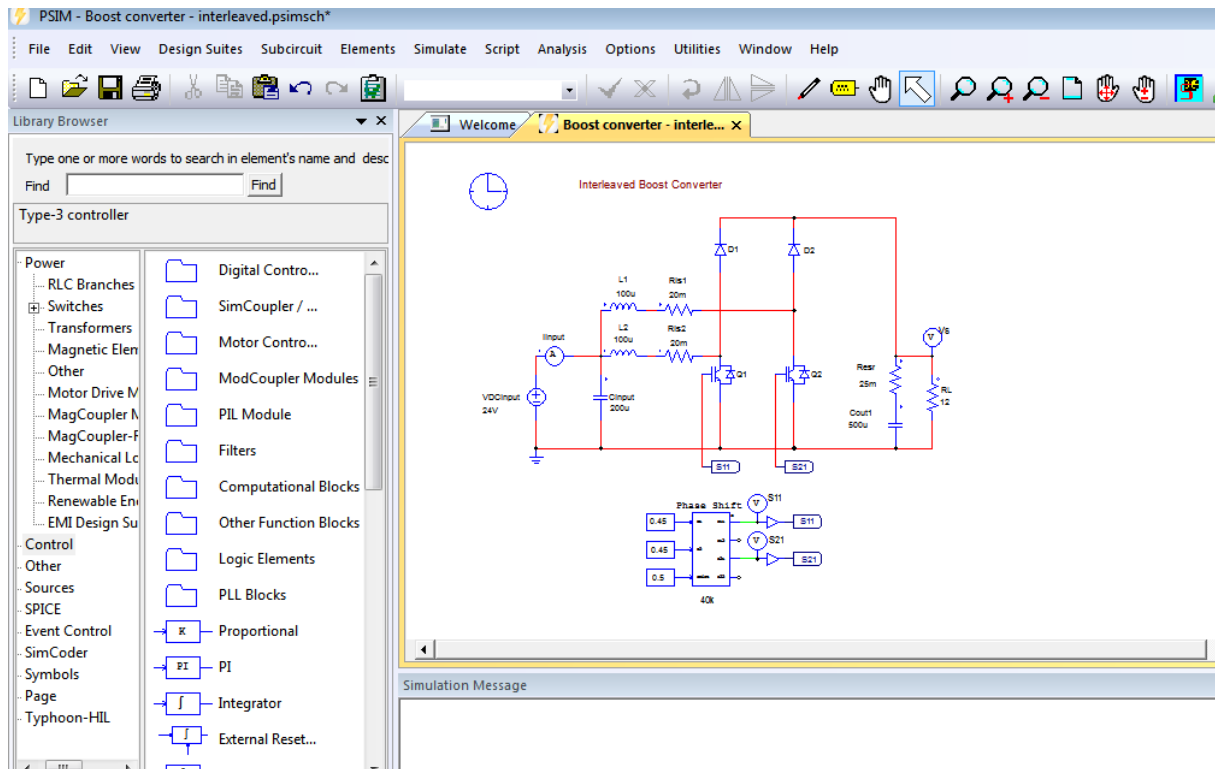 PSIM - Boost converter - interleaved.psimsch*
File Edit View Design Suites Subcircuit Elements Simulate Script Analysis Options Utilities Window Help
Library Browser
Type one or more words to search in element's name and desc
Find
Find
Type-3 controller
Power
RLC Branches
Switches
Transformers
Magnetic Elem
Other
Motor Drive M
MagCoupler M
MagCoupler-F
Mechanical Lo
Thermal Modu
Renewable En
EMI Design Su
Control
Other
Sources
SPICE
Event Control
SimCoder
Symbols
Page
Typhoon-HIL
Digital Contro...
SimCoupler / ...
Motor Contro...
ModCoupler Modules
PIL Module
Filters
Computational Blocks
Other Function Blocks
Logic Elements
PLL Blocks
K
Proportional
PI
PI
Integrator
External Reset...
Welcome
Boost converter - interle...
Interleaved Boost Converter
D1
D2
L1
100u
Rls1
20m
L2
100u
Rls2
20m
Iinput
A
VDCinput
24V
Cinput
200u
Q1
Q2
S11
S21
V
Vs
Resr
25m
Cout1
500u
RL
12
Phase Shift
0.45
0.45
0.5
V
S11
S11
V
S21
S21
40k
Simulation Message